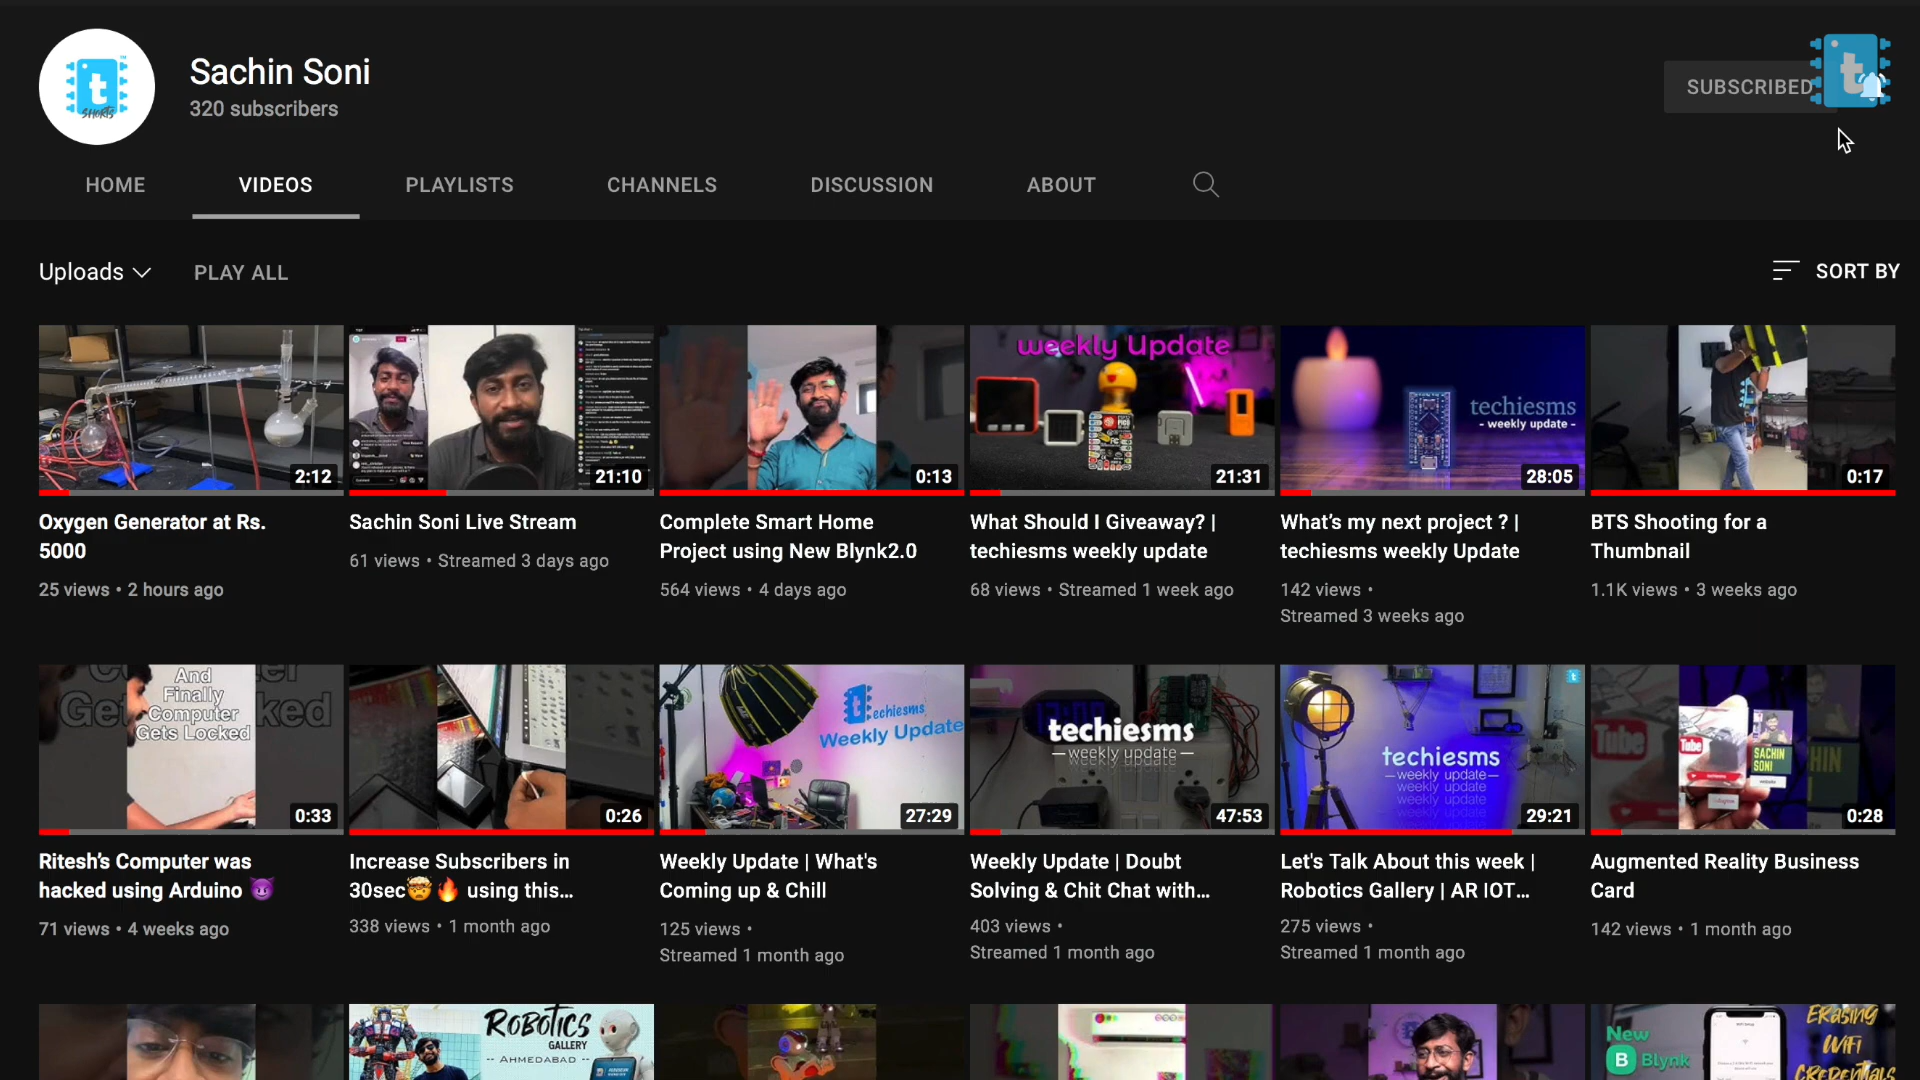 Sachin Soni
320 subscribers
SUBSCRIBED
t
t
SHORTS
HOME
VIDEOS
PLAYLISTS
CHANNELS
DISCUSSION
ABOUT
Uploads
PLAY ALL
SORT BY
2:12
21:10
0:13
weekly Update
21:31
techiesms
- weekly update -
28:05
0:17
Oxygen Generator at Rs.
5000
25 views • 2 hours ago
Sachin Soni Live Stream
61 views • Streamed 3 days ago
Complete Smart Home
Project using New Blynk2.0
564 views • 4 days ago
What Should I Giveaway? |
techiesms weekly update
68 views • Streamed 1 week ago
What's my next project ? |
techiesms weekly Update
142 views •
Streamed 3 weeks ago
BTS Shooting for a
Thumbnail
1.1K views • 3 weeks ago
And
Finally
Computer
Gets Locked
0:33
0:26
techiesms
Weekly Update
27:29
techiesms
weekly update
47:53
techiesms
weekly update
weekly update
weekly update
29:21
Tube
Tube
SACHIN
SONI
0:28
Ritesh's Computer was
hacked using Arduino 😈
71 views • 4 weeks ago
Increase Subscribers in
30sec🤯🔥 using this...
338 views • 1 month ago
Weekly Update | What's
Coming up & Chill
125 views •
Streamed 1 month ago
Weekly Update | Doubt
Solving & Chit Chat with...
403 views •
Streamed 1 month ago
Let's Talk About this week |
Robotics Gallery | AR IOT...
275 views •
Streamed 1 month ago
Augmented Reality Business
Card
142 views • 1 month ago
ROBOTICS
GALLERY
-- AHMEDABAD --
New
B Blynk
ERasing
WiFi
CREDENTIALS